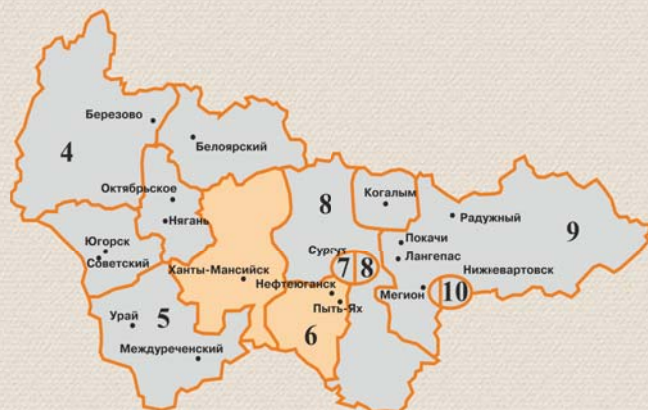 Березово
4
Белоярский
Октябрьское
Нягань
8
Когалым
Радужный
9
Югорск
Советский
Покачи
Лангепас
Сургут
7 8
Нижневартовск
Ханты-Мансийск
Нефтеюганск
Мегион
10
Пыть-Ях
Урай
5
6
Междуреченский